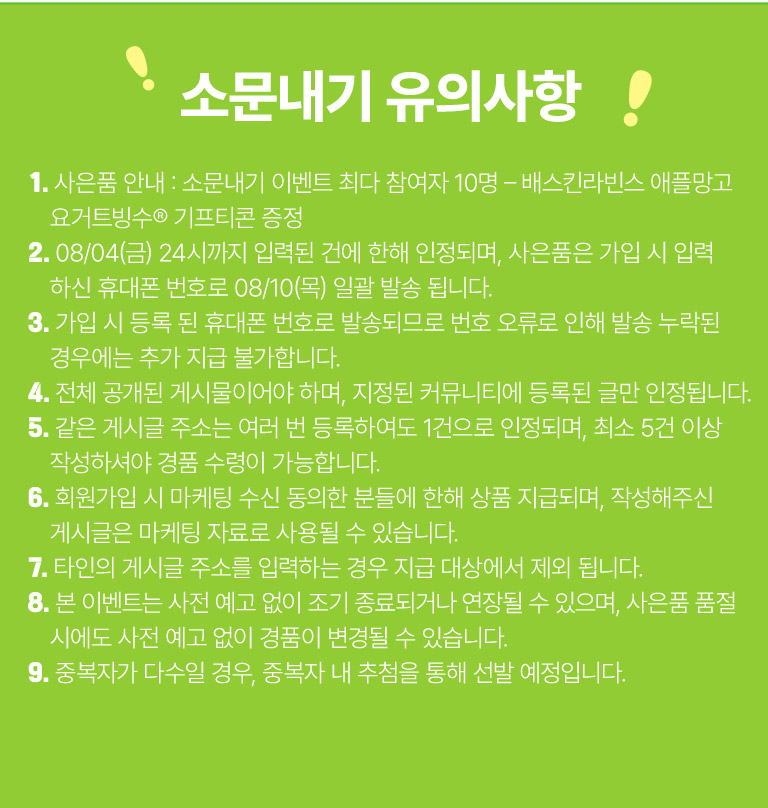 소문내기 유의사항
1. 사은품 안내 : 소문내기 이벤트 최다 참여자 10명 – 배스킨라빈스 애플망고
요거트빙수® 기프티콘 증정
2. 08/04(금) 24시까지 입력된 건에 한해 인정되며, 사은품은 가입 시 입력
하신 휴대폰 번호로 08/10(목) 일괄 발송 됩니다.
3. 가입 시 등록 된 휴대폰 번호로 발송되므로 번호 오류로 인해 발송 누락된
경우에는 추가 지급 불가합니다.
4. 전체 공개된 게시물이어야 하며, 지정된 커뮤니티에 등록된 글만 인정됩니다.
5. 같은 게시글 주소는 여러 번 등록하여도 1건으로 인정되며, 최소 5건 이상
작성하셔야 경품 수령이 가능합니다.
6. 회원가입 시 마케팅 수신 동의한 분들에 한해 상품 지급되며, 작성해주신
게시글은 마케팅 자료로 사용될 수 있습니다.
7. 타인의 게시글 주소를 입력하는 경우 지급 대상에서 제외 됩니다.
8. 본 이벤트는 사전 예고 없이 조기 종료되거나 연장될 수 있으며, 사은품 품절
시에도 사전 예고 없이 경품이 변경될 수 있습니다.
9. 중복자가 다수일 경우, 중복자 내 추첨을 통해 선발 예정입니다.